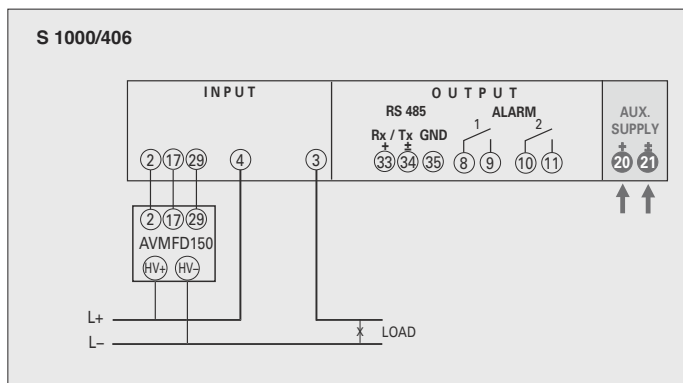 S 1000/406
INPUT
OUTPUT
RS 485
ALARM
AUX.
SUPPLY
Rx / Tx GND
1
2
+
±
+
±
2 17 29 4 3
33 34 35 8 9 10 11
20 21
2 17 29
AVMFD150
HV+ HV–
L+
L–
x LOAD